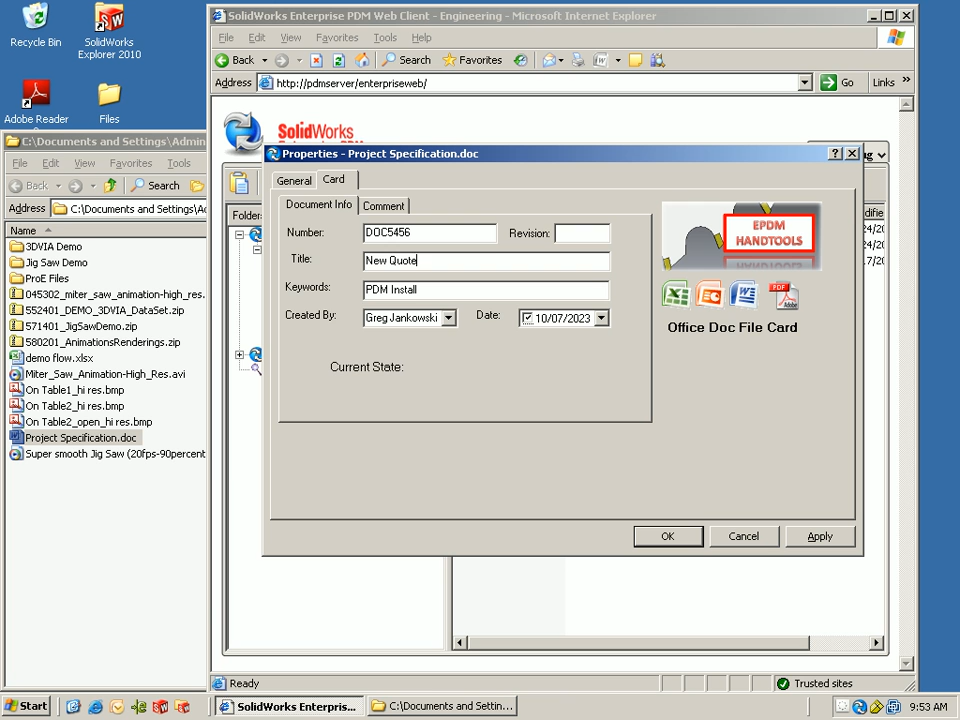 Recycle Bin
SolidWorks
Explorer 2010
Adobe Reader
Files
SolidWorks Enterprise PDM Web Client - Engineering - Microsoft Internet Explorer
File Edit View Favorites Tools Help
Back Search Favorites
Address http://pdmserver/enterpriseweb/ Go Links »
SolidWorks
C:\Documents and Settings\Admin
File Edit View Favorites Tools
Back Search
Address C:\Documents and Settings\A
Name
3DVIA Demo
Jig Saw Demo
ProE Files
045302_miter_saw_animation-high_res.
552401_DEMO_3DVIA_DataSet.zip
571401_JigSawDemo.zip
580201_AnimationsRenderings.zip
demo flow.xlsx
Miter_Saw_Animation-High_Res.avi
On Table1_hi res.bmp
On Table2_hi res.bmp
On Table2_open_hi res.bmp
Project Specification.doc
Super smooth Jig Saw (20fps-90percent
Folder
Properties - Project Specification.doc
General Card
Document Info Comment
Number: DOC5456 Revision:
Title: New Quote
Keywords: PDM Install
Created By: Greg Jankowski Date: 10/07/2023
Current State:
EPDM
HANDTOOLS
PDF
Office Doc File Card
OK Cancel Apply
Ready Trusted sites
Start SolidWorks Enterpris... C:\Documents and Settin... 9:53 AM